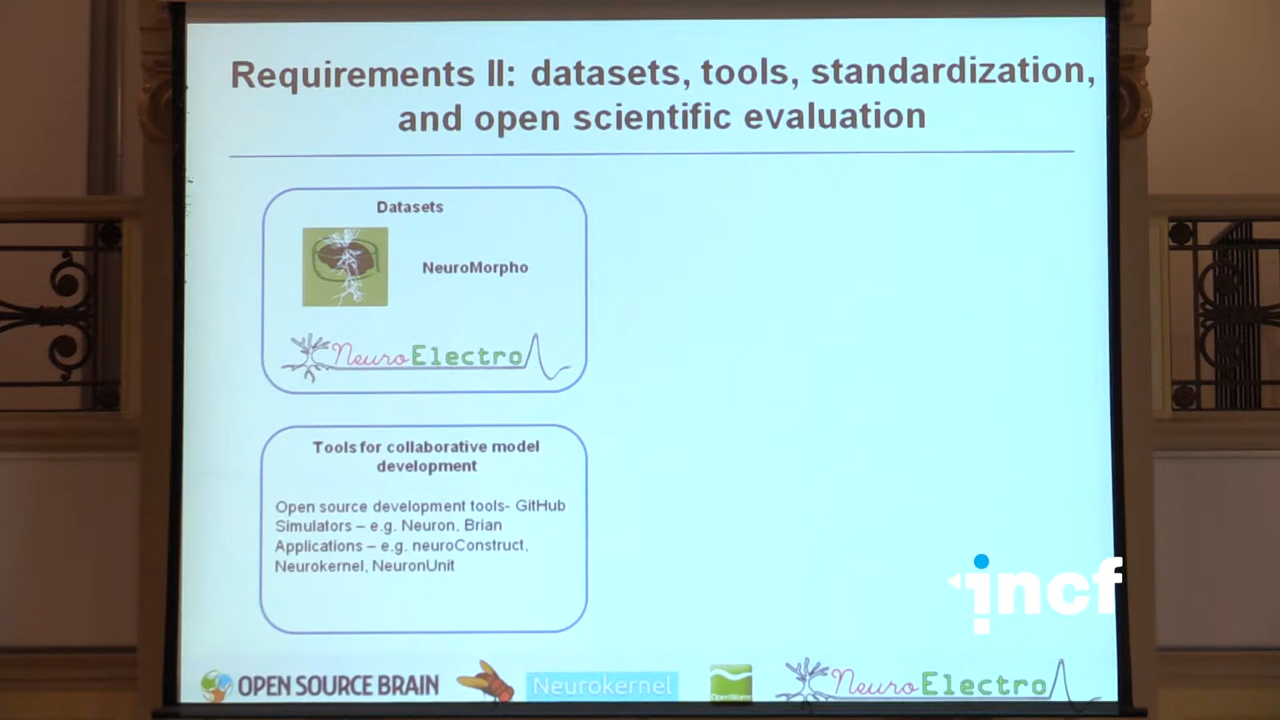 Requirements II: datasets, tools, standardization,
and open scientific evaluation
Datasets
NeuroMorpho
NeuroElectro
Tools for collaborative model
development
Open source development tools- GitHub
Simulators – e.g. Neuron, Brian
Applications – e.g. neuroConstruct,
Neurokernel, NeuronUnit
incf
OPEN SOURCE BRAIN
Neurokernel
OpenWorm
NeuroElectro